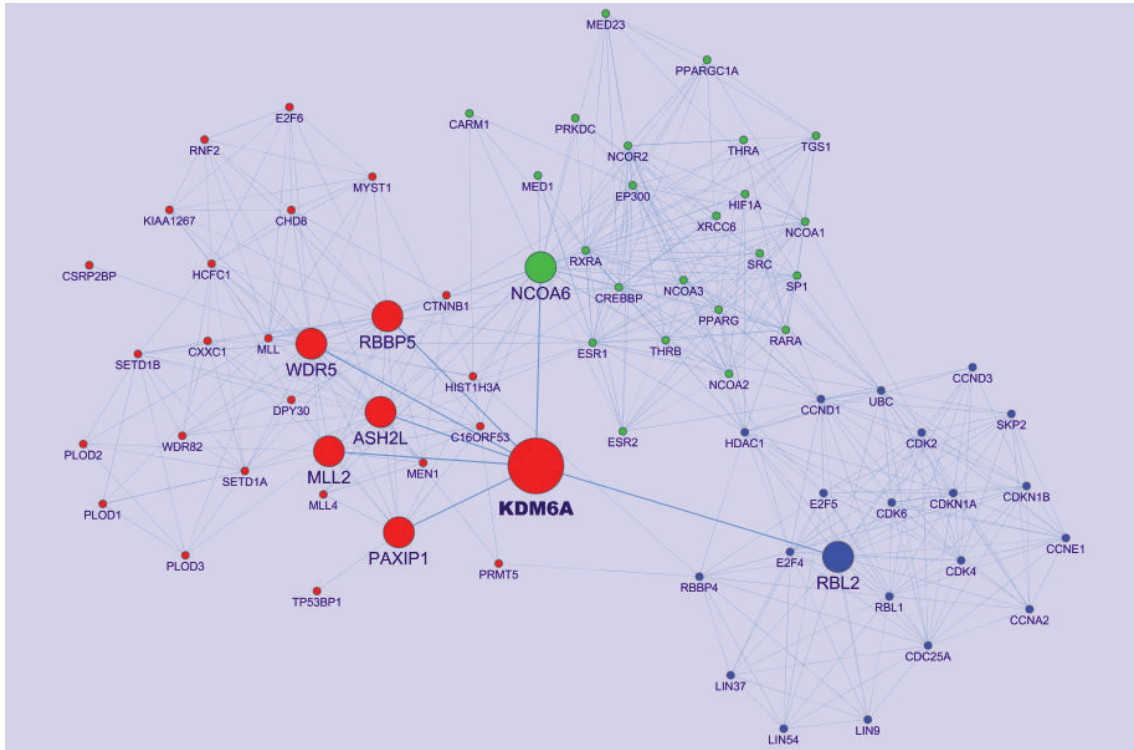 MED23
PPARGC1A
E2F6
CARM1
PRKDC
RNF2
NCOR2
THRA
TGS1
MYST1
MED1
EP300
HIF1A
KIAA1267
CHD8
XRCC6
NCOA1
CSRP2BP
HCFC1
RXRA
SRC
NCOA6
CREBBP
NCOA3
SP1
CTNNB1
PPARG
RBBP5
SETD1B
CXXC1
MLL
WDR5
ESR1
THRB
RARA
HIST1H3A
NCOA2
CCND3
DPY30
CCND1
UBC
ASH2L
C16ORF53
SKP2
PLOD2
WDR82
ESR2
HDAC1
CDK2
MLL2
MEN1
SETD1A
MLL4
KDM6A
E2F5
CDK6
CDKN1A
CDKN1B
PLOD1
PAXIP1
CCNE1
PLOD3
PRMT5
E2F4
RBL2
CDK4
TP53BP1
RBBP4
RBL1
CCNA2
CDC25A
LIN37
LIN54
LIN9